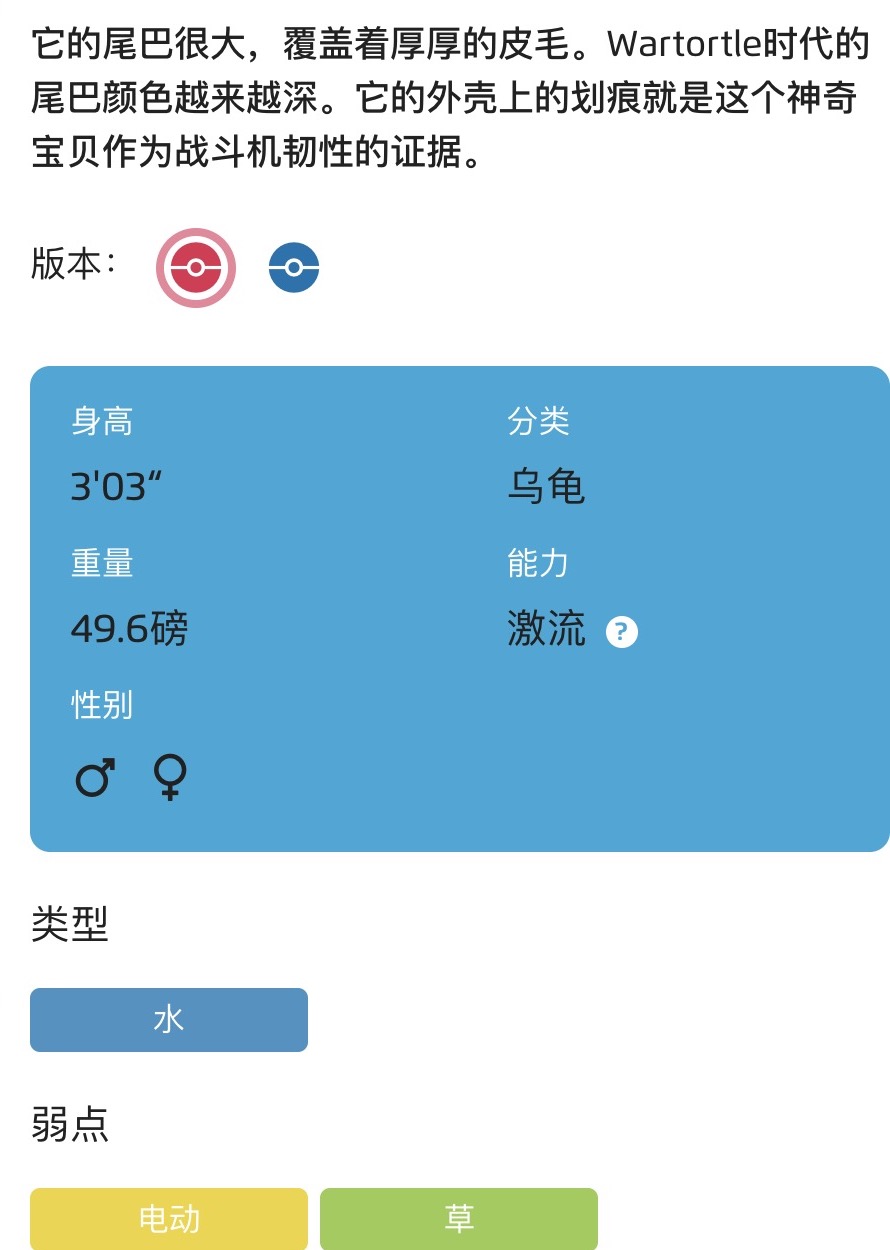 它的尾巴很大，覆盖着厚厚的皮毛。Wartortle时代的
尾巴颜色越来越深。它的外壳上的划痕就是这个神奇
宝贝作为战斗机韧性的证据。
版本：
身高
分类
3'03“
乌龟
重量
能力
49.6磅
激流 ?
性别
♂ ♀
类型
水
弱点
电动
草